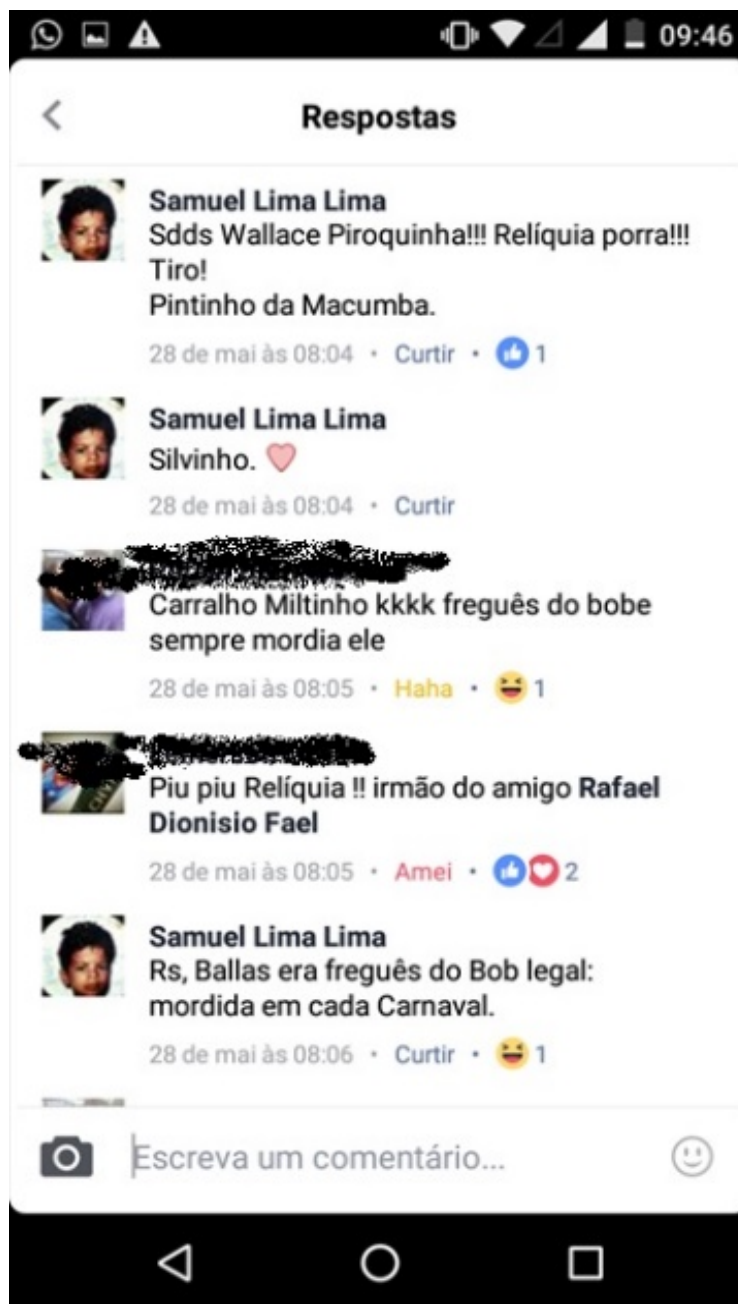 09:46
Respostas
Samuel Lima Lima
Sdds Wallace Piroquinha!!! Relíquia porra!!!
Tiro!
Pintinho da Macumba.
28 de mai às 08:04 • Curtir • 1
Samuel Lima Lima
Silvinho.
28 de mai às 08:04 • Curtir
Carralho Miltinho kkkk freguês do bobe
sempre mordia ele
28 de mai às 08:05 • Haha • 1
Piu piu Relíquia !! irmão do amigo Rafael
Dionisio Fael
28 de mai às 08:05 • Amei • 2
Samuel Lima Lima
Rs, Ballas era freguês do Bob legal:
mordida em cada Carnaval.
28 de mai às 08:06 • Curtir • 1
Escreva um comentário...